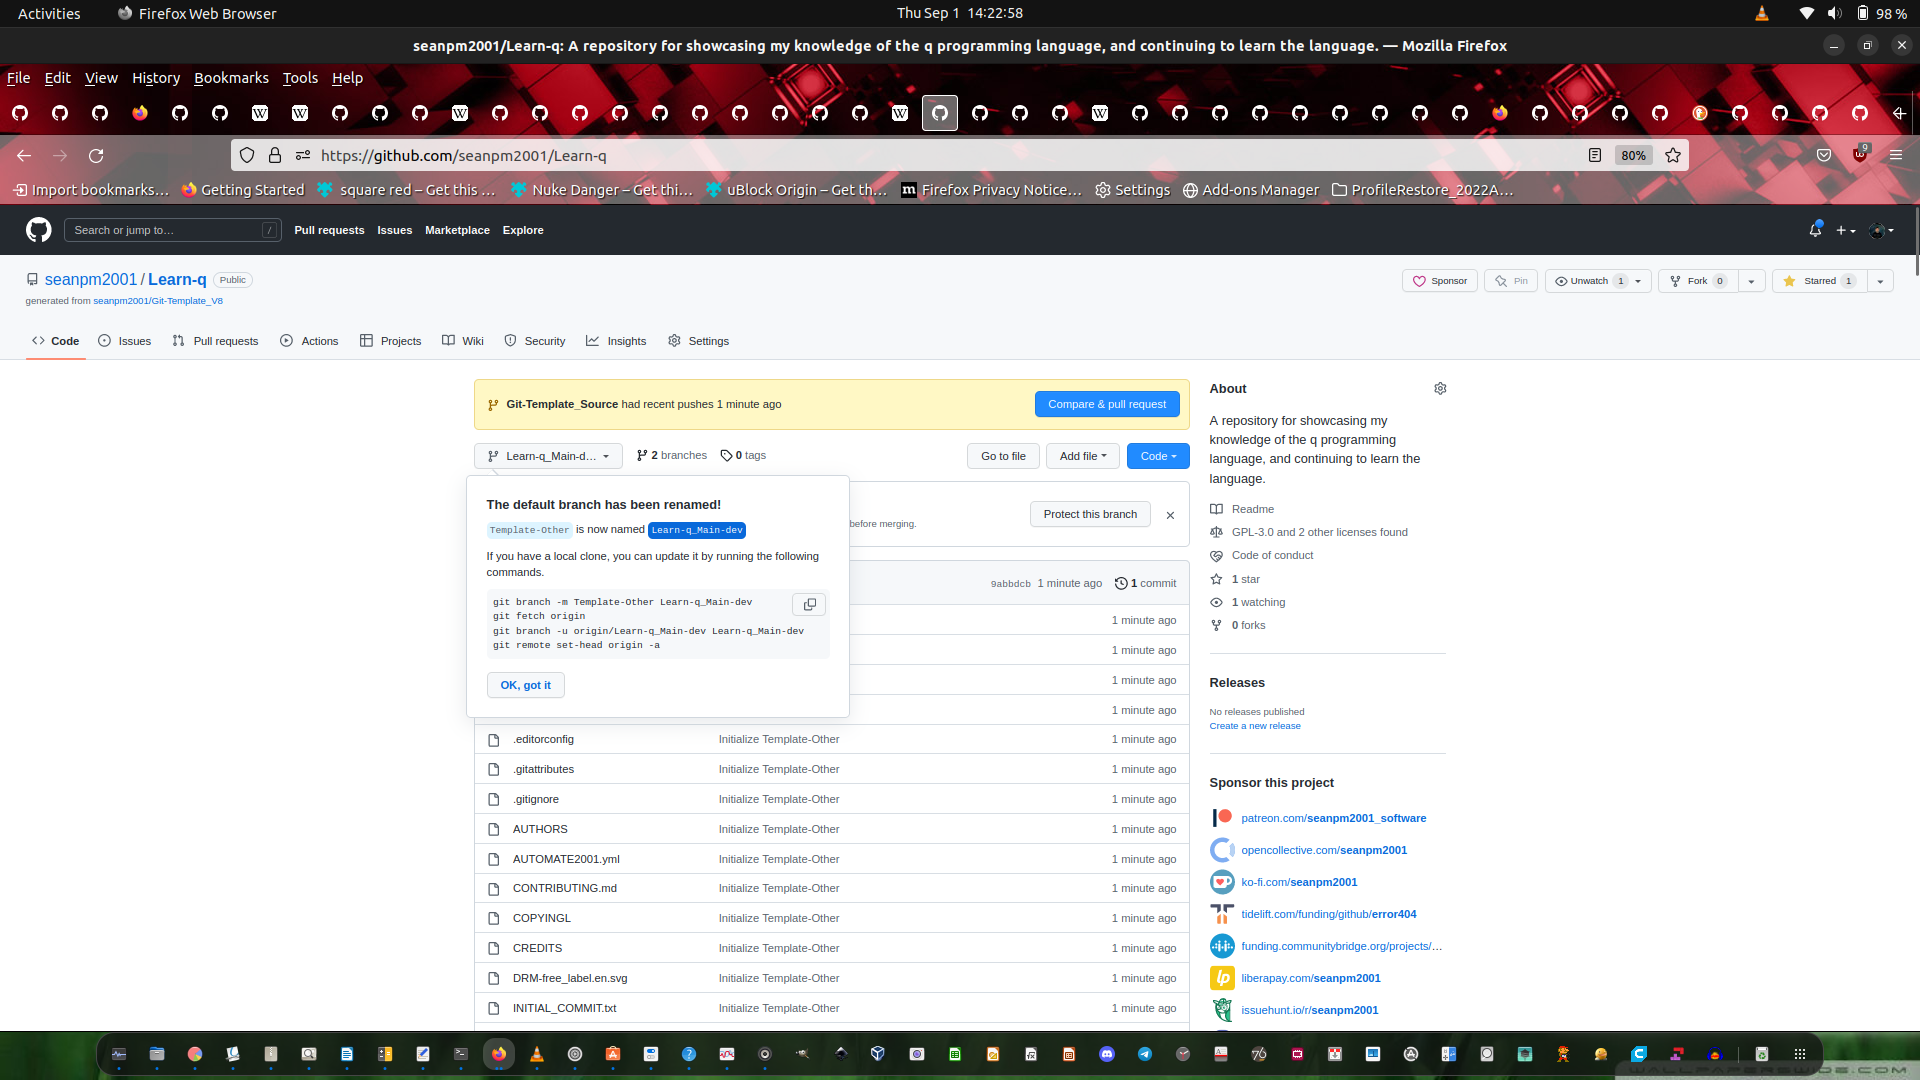 Activities
Firefox Web Browser
Thu Sep 1 14:22:58
98 %
seanpm2001/Learn-q: A repository for showcasing my knowledge of the q programming language, and continuing to learn the language. — Mozilla Firefox
File Edit View History Bookmarks Tools Help
https://github.com/seanpm2001/Learn-q
80%
9
Import bookmarks…
Getting Started
square red – Get this …
Nuke Danger – Get thi…
uBlock Origin – Get th…
Firefox Privacy Notice…
Settings
Add-ons Manager
ProfileRestore_2022A…
Search or jump to…
/
Pull requests
Issues
Marketplace
Explore
seanpm2001 / Learn-q
Public
generated from seanpm2001/Git-Template_V8
Sponsor
Pin
Unwatch 1
Fork 0
Starred 1
Code
Issues
Pull requests
Actions
Projects
Wiki
Security
Insights
Settings
Git-Template_Source had recent pushes 1 minute ago
Compare & pull request
Learn-q_Main-d…
2 branches
0 tags
Go to file
Add file
Code
The default branch has been renamed!
Template-Other is now named Learn-q_Main-dev
If you have a local clone, you can update it by running the following
commands.
git branch -m Template-Other Learn-q_Main-dev
git fetch origin
git branch -u origin/Learn-q_Main-dev Learn-q_Main-dev
git remote set-head origin -a
OK, got it
before merging.
Protect this branch
9abbdcb 1 minute ago
1 commit
1 minute ago
1 minute ago
1 minute ago
1 minute ago
.editorconfig Initialize Template-Other 1 minute ago
.gitattributes Initialize Template-Other 1 minute ago
.gitignore Initialize Template-Other 1 minute ago
AUTHORS Initialize Template-Other 1 minute ago
AUTOMATE2001.yml Initialize Template-Other 1 minute ago
CONTRIBUTING.md Initialize Template-Other 1 minute ago
COPYINGL Initialize Template-Other 1 minute ago
CREDITS Initialize Template-Other 1 minute ago
DRM-free_label.en.svg Initialize Template-Other 1 minute ago
INITIAL_COMMIT.txt Initialize Template-Other 1 minute ago
About
A repository for showcasing my
knowledge of the q programming
language, and continuing to learn the
language.
Readme
GPL-3.0 and 2 other licenses found
Code of conduct
1 star
1 watching
0 forks
Releases
No releases published
Create a new release
Sponsor this project
patreon.com/seanpm2001_software
opencollective.com/seanpm2001
ko-fi.com/seanpm2001
tidelift.com/funding/github/error404
funding.communitybridge.org/projects/…
liberapay.com/seanpm2001
issuehunt.io/r/seanpm2001
WALLPAPERSWIDE.COM